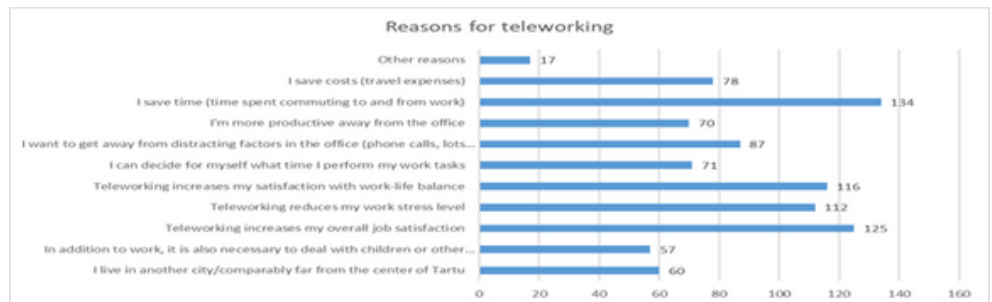 Reasons for teleworking
Other reasons 17
I save costs (travel expenses) 78
I save time (time spent commuting to and from work) 134
I'm more productive away from the office 70
I want to get away from distracting factors in the office (phone calls, lots... 87
I can decide for myself what time I perform my work tasks 71
Teleworking increases my satisfaction with work-life balance 116
Teleworking reduces my work stress level 112
Teleworking increases my overall job satisfaction 125
In addition to work, it is also necessary to deal with children or other... 57
I live in another city/comparably far from the center of Tartu 60
0 20 40 60 80 100 120 140 160